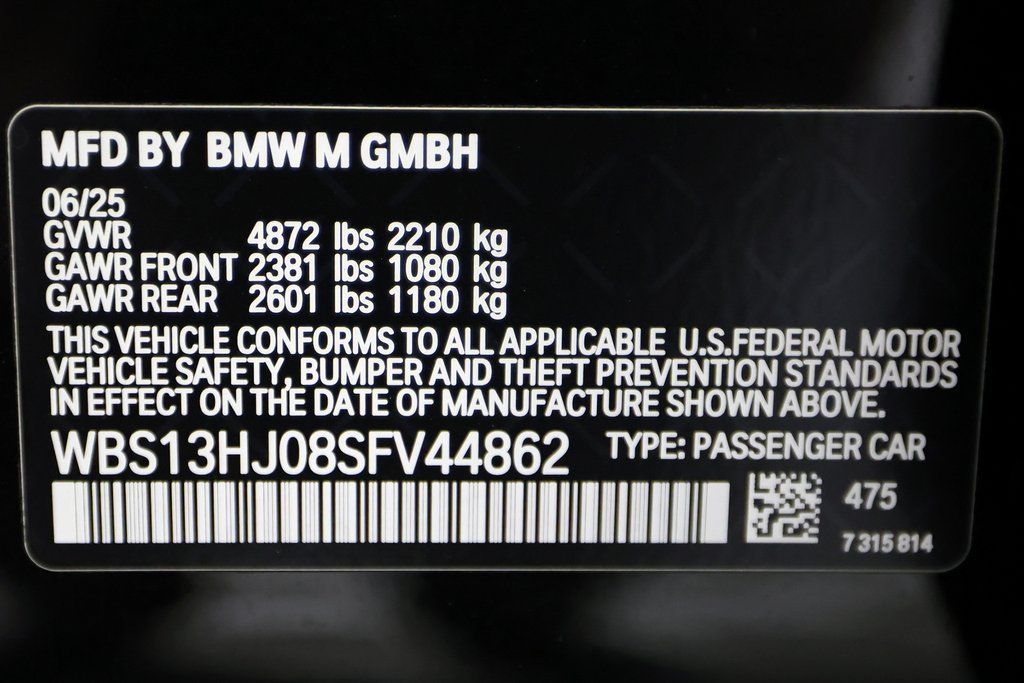 MFD BY BMW M GMBH
06/25
GVWR 4872 lbs 2210 kg
GAWR FRONT 2381 lbs 1080 kg
GAWR REAR 2601 lbs 1180 kg
THIS VEHICLE CONFORMS TO ALL APPLICABLE U.S.FEDERAL MOTOR
VEHICLE SAFETY, BUMPER AND THEFT PREVENTION STANDARDS
IN EFFECT ON THE DATE OF MANUFACTURE SHOWN ABOVE.
WBS13HJ08SFV44862 TYPE: PASSENGER CAR
475
7 315 814